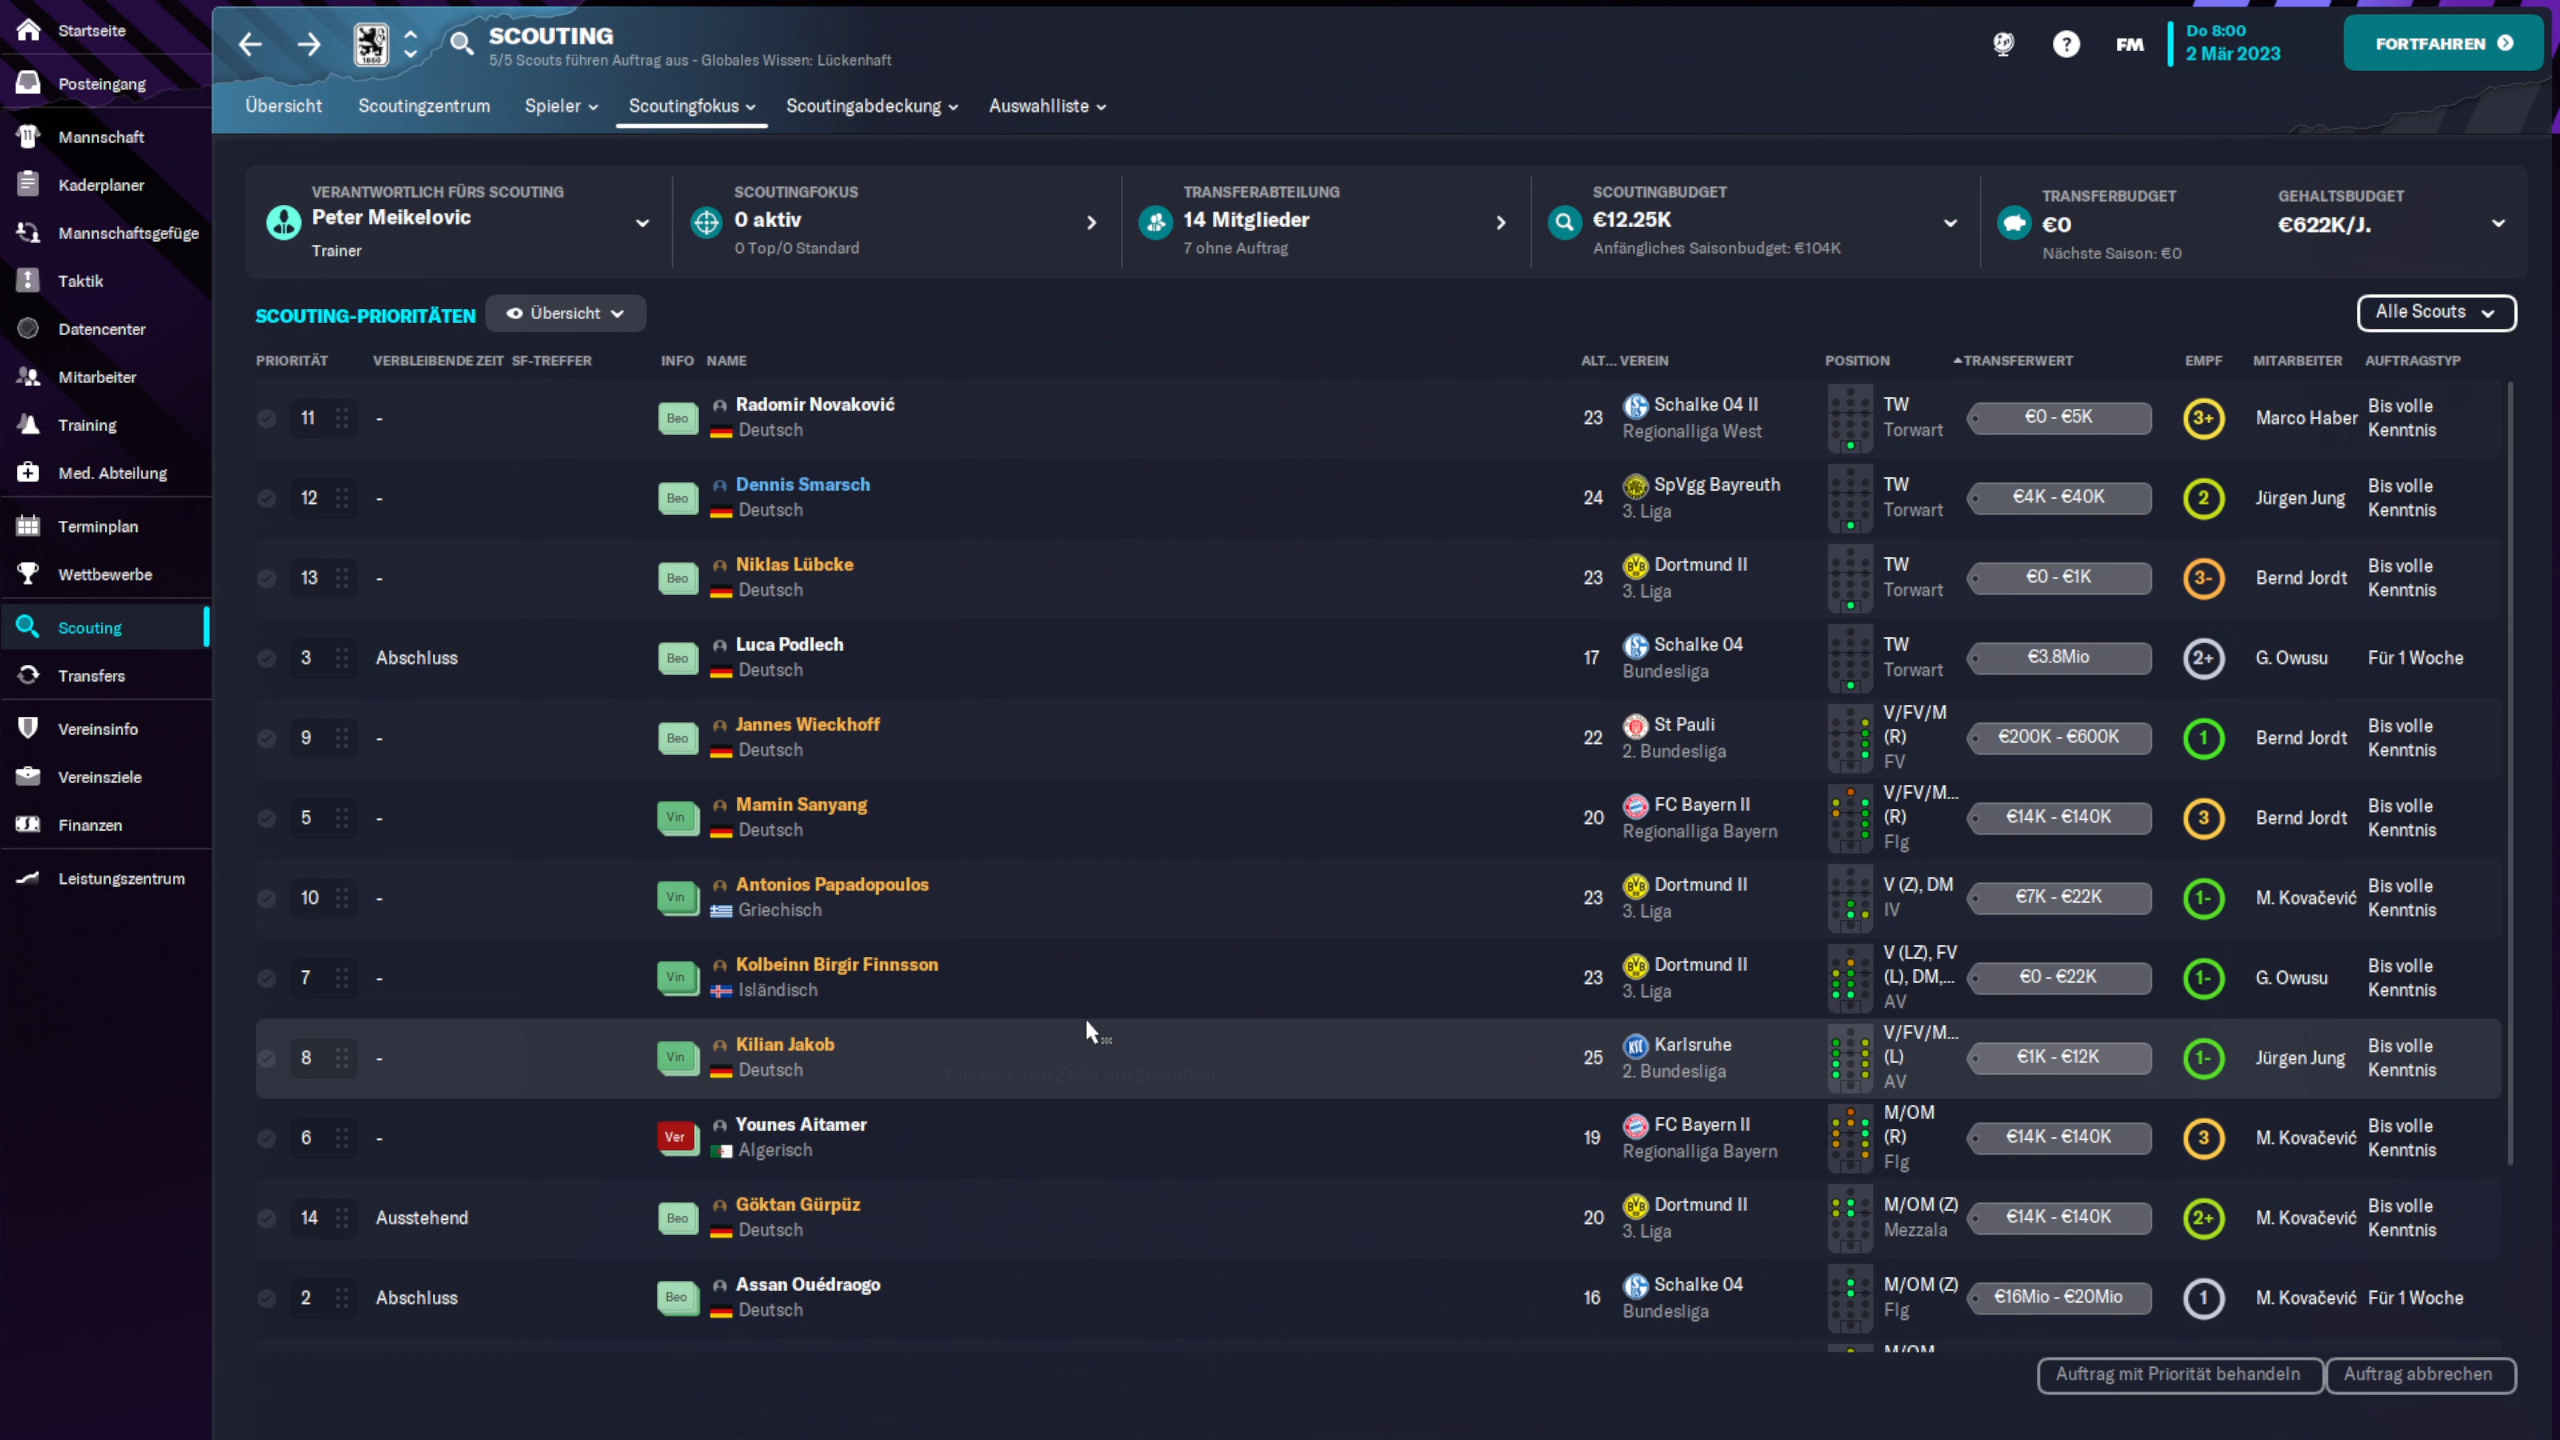 Startseite
Posteingang
Mannschaft
Kaderplaner
Mannschaftsgefüge
Taktik
Datencenter
Mitarbeiter
Training
Med. Abteilung
Terminplan
Wettbewerbe
Scouting
Transfers
Vereinsinfo
Vereinsziele
Finanzen
Leistungszentrum
SCOUTING
5/5 Scouts führen Auftrag aus - Globales Wissen: Lückenhaft
FM
Do 8:00
2 Mär 2023
FORTFAHREN
Übersicht Scoutingzentrum Spieler Scoutingfokus Scoutingabdeckung Auswahlliste
VERANTWORTLICH FÜRS SCOUTING
Peter Meikelovic
Trainer
SCOUTINGFOKUS
0 aktiv
0 Top/0 Standard
TRANSFERABTEILUNG
14 Mitglieder
7 ohne Auftrag
SCOUTINGBUDGET
€12.25K
Anfängliches Saisonbudget: €104K
TRANSFERBUDGET
€0
Nächste Saison: €0
GEHALTSBUDGET
€622K/J.
SCOUTING-PRIORITÄTEN Übersicht Alle Scouts
PRIORITÄT VERBLEIBENDE ZEIT SF-TREFFER INFO NAME ALT... VEREIN POSITION TRANSFERWERT EMPF MITARBEITER AUFTRAGSTYP
11 - Beo Radomir Novaković Deutsch 23 Schalke 04 II Regionalliga West TW Torwart €0 - €5K 3+ Marco Haber Bis volle Kenntnis
12 - Beo Dennis Smarsch Deutsch 24 SpVgg Bayreuth 3. Liga TW Torwart €4K - €40K 2 Jürgen Jung Bis volle Kenntnis
13 - Beo Niklas Lübcke Deutsch 23 Dortmund II 3. Liga TW Torwart €0 - €1K 3- Bernd Jordt Bis volle Kenntnis
3 Abschluss Beo Luca Podlech Deutsch 17 Schalke 04 Bundesliga TW Torwart €3.8Mio 2+ G. Owusu Für 1 Woche
9 - Beo Jannes Wieckhoff Deutsch 22 St Pauli 2. Bundesliga V/FV/M (R) FV €200K - €600K 1 Bernd Jordt Bis volle Kenntnis
5 - Vin Mamin Sanyang Deutsch 20 FC Bayern II Regionalliga Bayern V/FV/M... (R) Flg €14K - €140K 3 Bernd Jordt Bis volle Kenntnis
10 - Vin Antonios Papadopoulos Griechisch 23 Dortmund II 3. Liga V (Z), DM IV €7K - €22K 1- M. Kovačević Bis volle Kenntnis
7 - Vin Kolbeinn Birgir Finnsson Isländisch 23 Dortmund II 3. Liga V (LZ), FV (L), DM,... AV €0 - €22K 1- G. Owusu Bis volle Kenntnis
8 - Vin Kilian Jakob Deutsch 25 Karlsruhe 2. Bundesliga V/FV/M... (L) AV €1K - €12K 1- Jürgen Jung Bis volle Kenntnis
6 - Ver Younes Aitamer Algerisch 19 FC Bayern II Regionalliga Bayern M/OM (R) Flg €14K - €140K 3 M. Kovačević Bis volle Kenntnis
14 Ausstehend Beo Göktan Gürpüz Deutsch 20 Dortmund II 3. Liga M/OM (Z) Mezzala €14K - €140K 2+ M. Kovačević Bis volle Kenntnis
2 Abschluss Beo Assan Ouédraogo Deutsch 16 Schalke 04 Bundesliga M/OM (Z) Flg €16Mio - €20Mio 1 M. Kovačević Für 1 Woche
Auftrag mit Priorität behandeln Auftrag abbrechen